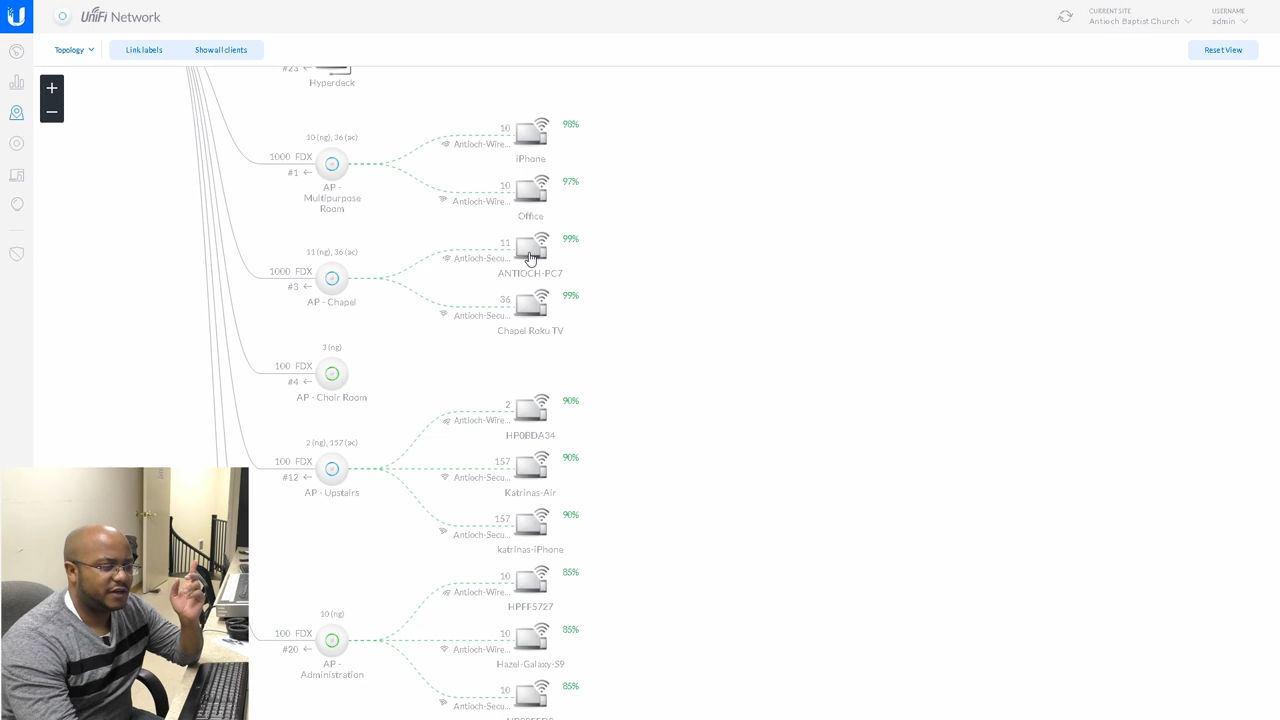 UniFi Network
CURRENT SITE
Antioch Baptist Church
USERNAME
admin
Topology
Link labels
Show all clients
Reset View
+
−
#23
Hyperdeck
10 (ng), 36 (ac)
1000 FDX
#1
AP -
Multipurpose
Room
10
Antioch-Wire...
98%
iPhone
10
Antioch-Wire...
97%
Office
11 (ng), 36 (ac)
1000 FDX
#3
AP - Chapel
11
Antioch-Secu...
99%
ANTIOCH-PC7
36
Antioch-Secu...
99%
Chapel Roku TV
3 (ng)
100 FDX
#4
AP - Chair Room
2 (ng), 157 (ac)
100 FDX
#12
AP - Upstairs
2
Antioch-Wire...
90%
HP0BDA34
157
Antioch-Secu...
90%
Katrinas-Air
157
Antioch-Secu...
90%
katrinas-iPhone
10 (ng)
100 FDX
#20
AP -
Administration
10
Antioch-Wire...
85%
HPFF5727
10
Antioch-Wire...
85%
Hazel-Galaxy-S9
10
Antioch-Wire...
85%